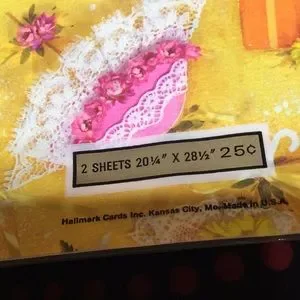 2 SHEETS 20¼" X 28½" 25¢
Hallmark Cards Inc. Kansas City, Mo. Made in U.S.A.